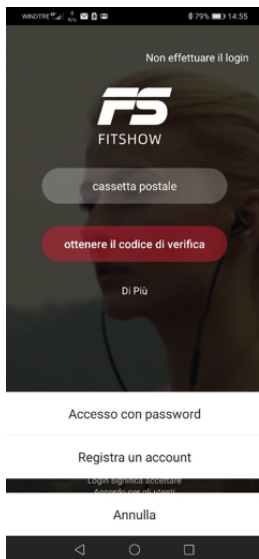 WINDTRE
79% 14:55
Non effettuare il login
FS
FITSHOW
cassetta postale
ottenere il codice di verifica
Di Più
Accesso con password
Registra un account
Login significa accettare
Accordo per gli utenti
Annulla